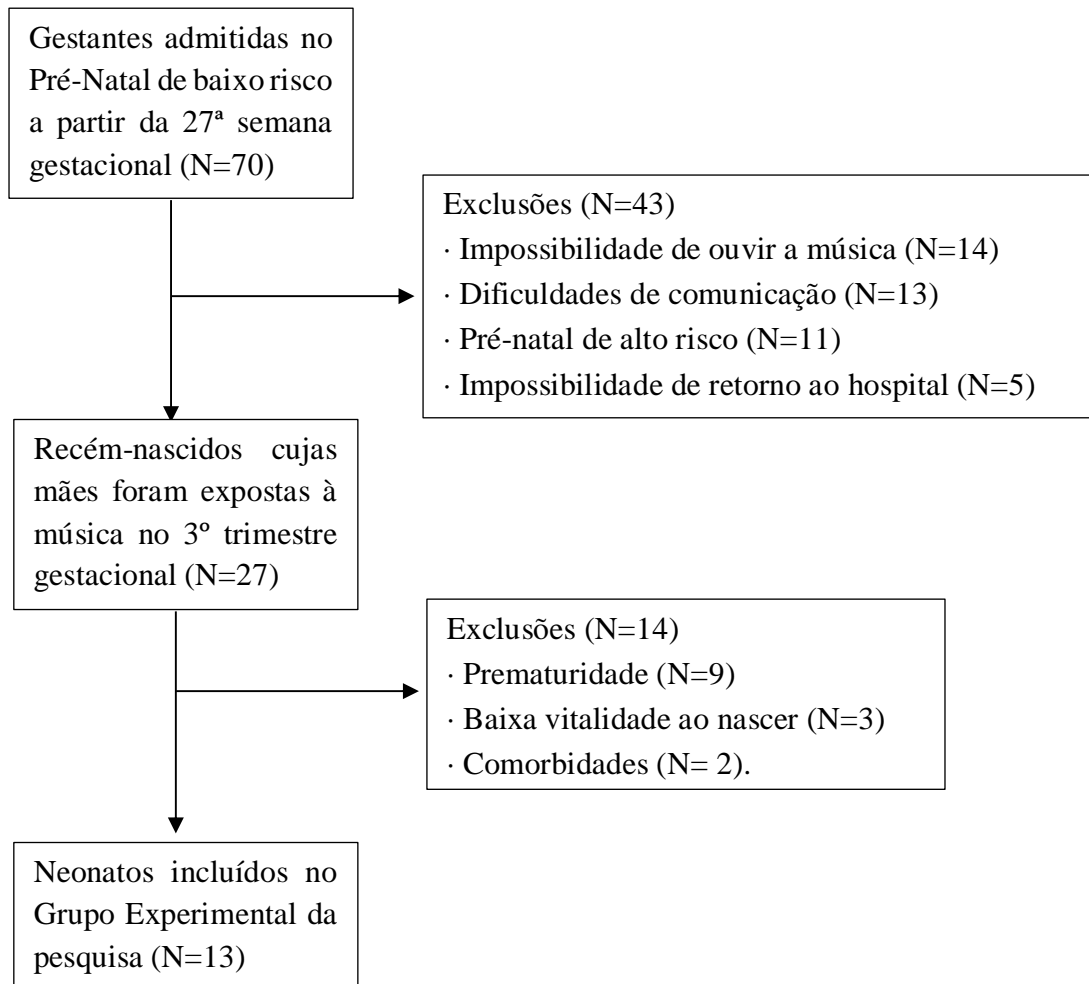 Gestantes admitidas no
Pré-Natal de baixo risco
a partir da 27ª semana
gestacional (N=70)
Exclusões (N=43)
· Impossibilidade de ouvir a música (N=14)
· Dificuldades de comunicação (N=13)
· Pré-natal de alto risco (N=11)
· Impossibilidade de retorno ao hospital (N=5)
Recém-nascidos cujas
mães foram expostas à
música no 3º trimestre
gestacional (N=27)
Exclusões (N=14)
· Prematuridade (N=9)
· Baixa vitalidade ao nascer (N=3)
· Comorbidades (N= 2).
Neonatos incluídos no
Grupo Experimental da
pesquisa (N=13)